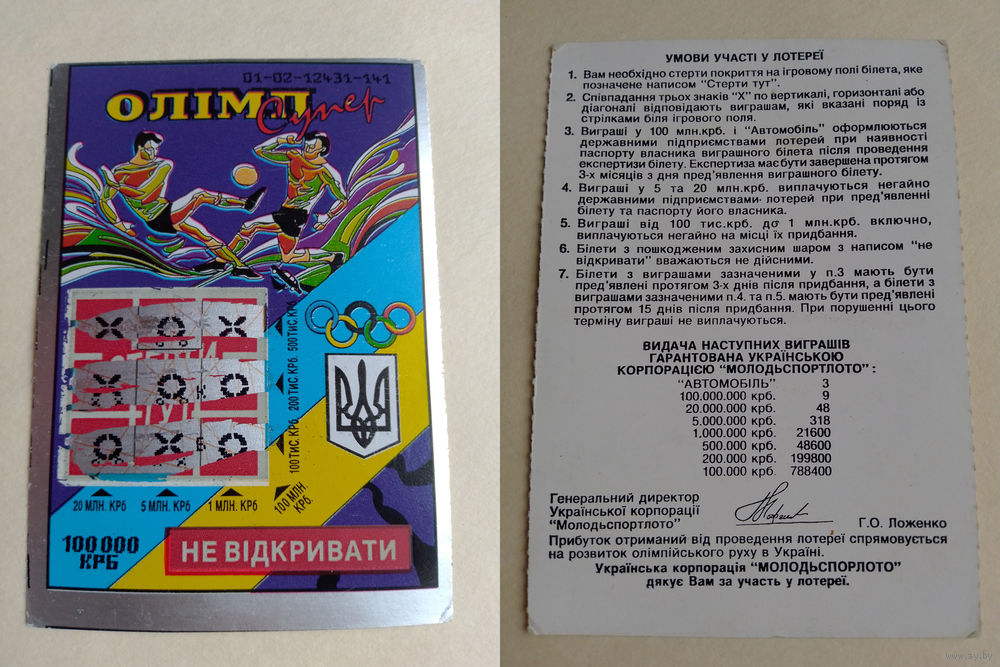 01-02-12431-141
ОЛІМП
Супер
X O X
X O O
O X O
500 ТИС. КРБ.
200 ТИС. КРБ.
100 ТИС. КРБ.
20 МЛН. КРБ
5 МЛН. КРБ
1 МЛН. КРБ
100 МЛН КРБ.
100000
КРБ
НЕ ВІДКРИВАТИ
УМОВИ УЧАСТІ У ЛОТЕРЕЇ
1. Вам необхідно стерти покриття на ігровому полі білета, яке
позначене написом "Стерти тут".
2. Співпадання трьох знаків "Х" по вертикалі, горизонталі або
діагоналі відповідають виграшам, які вказані поряд із
стрілками біля ігрового поля.
3. Виграші у 100 млн.крб. і "Автомобіль" оформлюються
державними підприємствами лотерей при наявності
паспорту власника виграшного білета після проведення
експертизи білету. Експертиза має бути завершена протягом
3-х місяців з дня пред'явлення виграшного білету.
4. Виграші у 5 та 20 млн.крб. виплачуються негайно
державними підприємствами- лотерей при пред'явленні
білету та паспорту його власника.
5. Виграші від 100 тис.крб. до 1 млн.крб. включно,
виплачуються негайно на місці їх придбання.
6. Білети з пошкодженим захисним шаром з написом "не
відкривати" вважаються не дійсними.
7. Білети з виграшами зазначеними у п.3 мають бути
пред'явлені протягом 3-х днів після придбання, а білети з
виграшами зазначеними п.4. та п.5. мають бути пред'явлені
протягом 15 днів після придбання. При порушенні цього
терміну виграші не виплачуються.
ВИДАЧА НАСТУПНИХ ВИГРАШІВ
ГАРАНТОВАНА УКРАЇНСЬКОЮ
КОРПОРАЦІЄЮ "МОЛОДЬСПОРТЛОТО" :
"АВТОМОБІЛЬ" 3
100.000.000 крб. 9
20.000.000 крб. 48
5.000.000 крб. 318
1,000.000 крб. 21600
500.000 крб. 48600
200.000 крб. 199800
100.000 крб. 788400
Генеральний директор
Української корпорації
"Молодьспортлото"
Г.О. Ложенко
Прибуток отриманий від проведення лотереї спрямовується
на розвиток олімпійського руху в Україні.
Українська корпорація "МОЛОДЬСПОРЛОТО"
дякує Вам за участь у лотереї.
www.ay.by